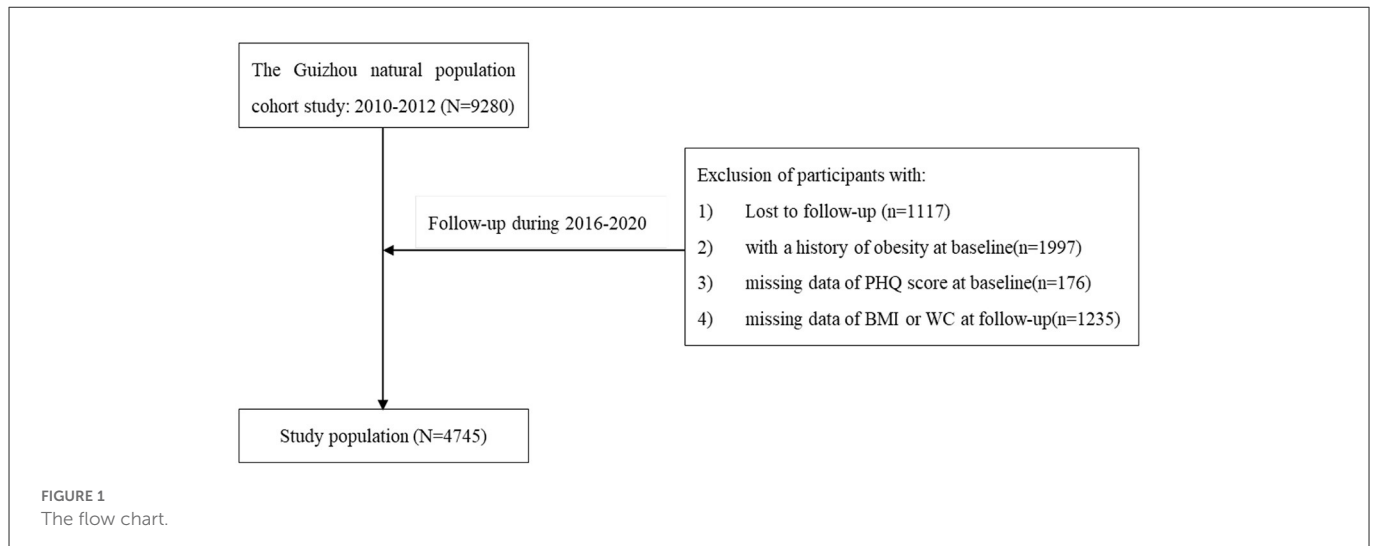 The Guizhou natural population
cohort study: 2010-2012 (N=9280)
Exclusion of participants with:
1) Lost to follow-up (n=1117)
2) with a history of obesity at baseline(n=1997)
3) missing data of PHQ score at baseline(n=176)
4) missing data of BMI or WC at follow-up(n=1235)
Follow-up during 2016-2020
Study population (N=4745)
FIGURE 1
The flow chart.